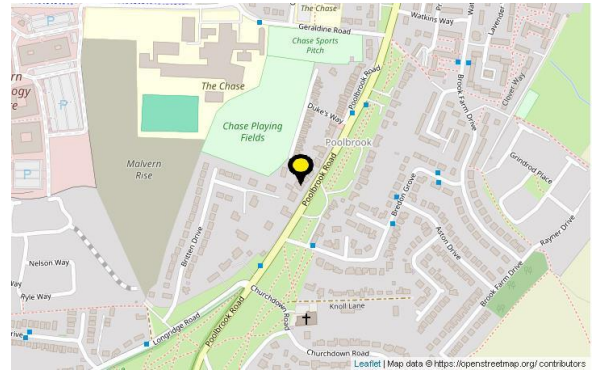 The Chase
Geraldine Road
Watkins Way
Lavender
Chase Sports
Pitch
Clover Way
The Chase
Duke's Way
Poolbrook Road
Brook Farm Drive
Chase Playing
Fields
Poolbrook
Malvern
Rise
Poolbrook Road
Grindrod Place
Bredon Grove
Britten Drive
Aston Drive
Rayner Drive
Nelson Way
Ryle Way
Brook Farm Drive
Poolbrook Road
Longridge Road
Churchdown
Road
Knoll Lane
Churchdown Road
Leaflet | Map data © https://openstreetmap.org/ contributors